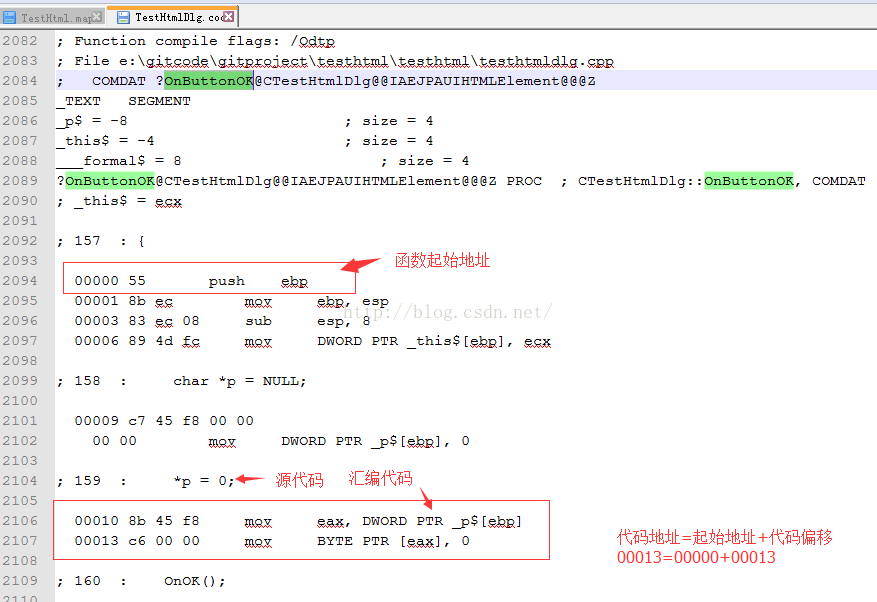 TestHtml.map TestHtmlDlg.cod
2082 ; Function compile flags: /Odtp
2083 ; File e:\gitcode\gitproject\testhtml\testhtml\testhtmldlg.cpp
2084 ; COMDAT ?OnButtonOK@CTestHtmlDlg@@IAEJPAUIHTMLElement@@@Z
2085 _TEXT SEGMENT
2086 _p$ = -8 ; size = 4
2087 _this$ = -4 ; size = 4
2088 ___formal$ = 8 ; size = 4
2089 ?OnButtonOK@CTestHtmlDlg@@IAEJPAUIHTMLElement@@@Z PROC ; CTestHtmlDlg::OnButtonOK, COMDAT
2090 ; _this$ = ecx
2091
2092 ; 157 : {
2093 函数起始地址
2094 00000 55 push ebp
2095 00001 8b ec mov ebp, esp
http://blog.csdn.net/
2096 00003 83 ec 08 sub esp, 8
2097 00006 89 4d fc mov DWORD PTR _this$[ebp], ecx
2098
2099 ; 158 : char *p = NULL;
2100
2101 00009 c7 45 f8 00 00
2102 00 00 mov DWORD PTR _p$[ebp], 0
2103
2104 ; 159 : *p = 0; 源代码 汇编代码
2105
2106 00010 8b 45 f8 mov eax, DWORD PTR _p$[ebp]
2107 00013 c6 00 00 mov BYTE PTR [eax], 0
代码地址=起始地址+代码偏移
00013=00000+00013
2108
2109 ; 160 : OnOK();
2110